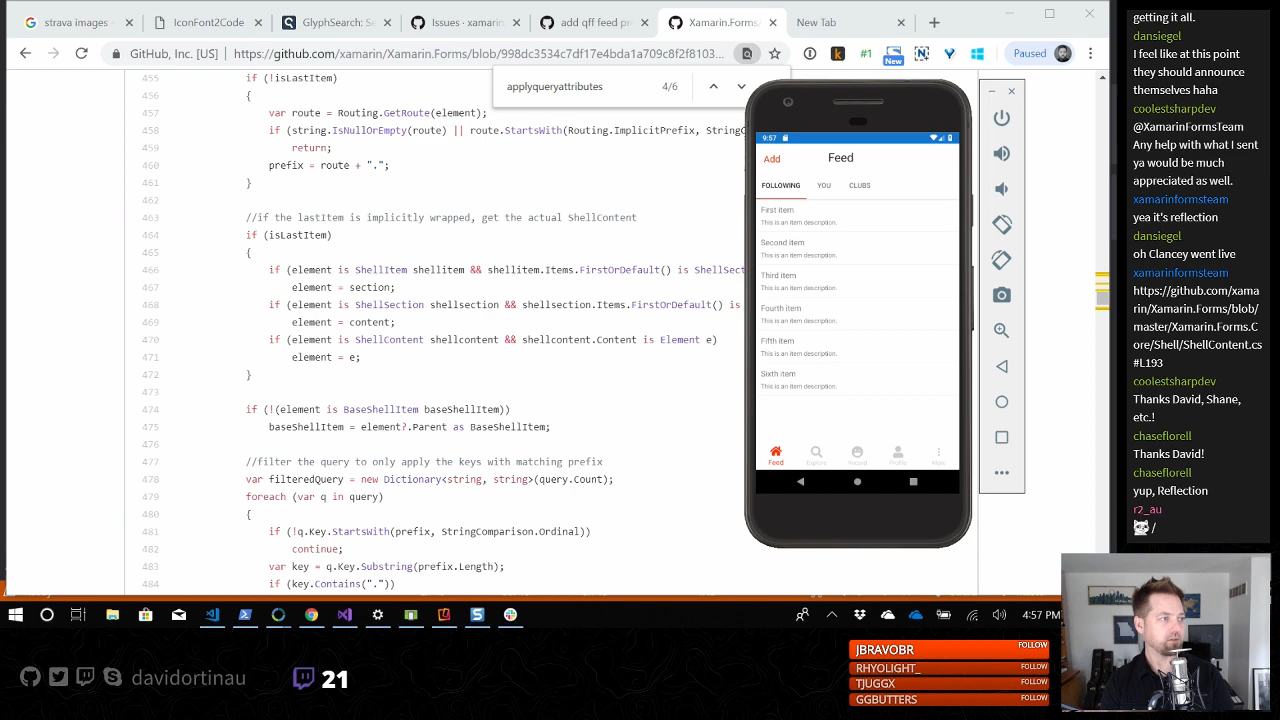 strava images -
IconFont2Code
GlyphSearch: Se
Issues · xamarin
add qff feed pr
Xamarin.Forms/
New Tab
GitHub, Inc. [US] https://github.com/xamarin/Xamarin.Forms/blob/998dc3534c7df17e4bda1a709c8f2f8103...
#1
New
Paused
applyqueryattributes 4/6
455 if (!isLastItem)
456 {
457 var route = Routing.GetRoute(element);
458 if (string.IsNullOrEmpty(route) || route.StartsWith(Routing.ImplicitPrefix, StringC
459 return;
460 prefix = route + ".";
461 }
462
463 //if the lastItem is implicitly wrapped, get the actual ShellContent
464 if (isLastItem)
465 {
466 if (element is ShellItem shellitem && shellitem.Items.FirstOrDefault() is ShellSect
467 element = section;
468 if (element is ShellSection shellsection && shellsection.Items.FirstOrDefault() is
469 element = content;
470 if (element is ShellContent shellcontent && shellcontent.Content is Element e)
471 element = e;
472 }
473
474 if (!(element is BaseShellItem baseShellItem))
475 baseShellItem = element?.Parent as BaseShellItem;
476
477 //filter the query to only apply the keys with matching prefix
478 var filteredQuery = new Dictionary<string, string>(query.Count);
479 foreach (var q in query)
480 {
481 if (!q.Key.StartsWith(prefix, StringComparison.Ordinal))
482 continue;
483 var key = q.Key.Substring(prefix.Length);
484 if (key.Contains("."))
9:57
Add Feed
FOLLOWING YOU CLUBS
First item
This is an item description.
Second item
This is an item description.
Third item
This is an item description.
Fourth item
This is an item description.
Fifth item
This is an item description.
Sixth item
This is an item description.
Feed Explore Record Profile More
getting it all.
dansiegel
I feel like at this point
they should announce
themselves haha
coolestsharpdev
@XamarinFormsTeam
Any help with what I sent
ya would be much
appreciated as well.
xamarinformsteam
yea it's reflection
dansiegel
oh Clancey went live
xamarinformsteam
https://github.com/xama
rin/Xamarin.Forms/blob/
master/Xamarin.Forms.C
ore/Shell/ShellContent.cs
#L193
coolestsharpdev
Thanks David, Shane,
etc.!
chaseflorell
Thanks David!
chaseflorell
yup, Reflection
r2_au
/
4:57 PM
davidortinau
21
JBRAVOBR FOLLOW
RHYOLIGHT_ FOLLOW
TJUGGX FOLLOW
GGBUTTERS FOLLOW